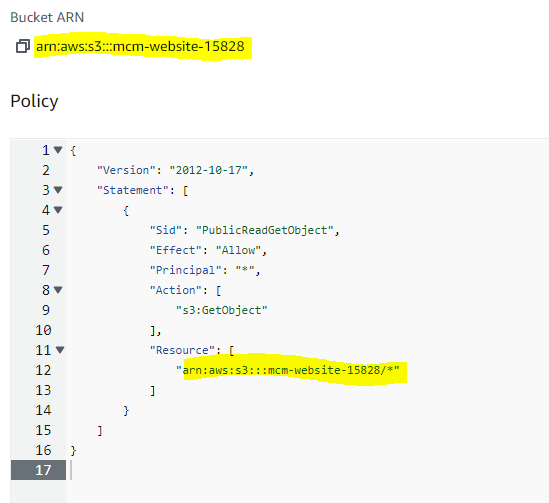 Bucket ARN
arn:aws:s3:::mcm-website-15828
Policy
1 {
2 "Version": "2012-10-17",
3 "Statement": [
4 {
5 "Sid": "PublicReadGetObject",
6 "Effect": "Allow",
7 "Principal": "*",
8 "Action": [
9 "s3:GetObject"
10 ],
11 "Resource": [
12 "arn:aws:s3:::mcm-website-15828/*"
13 ]
14 }
15 ]
16 }
17